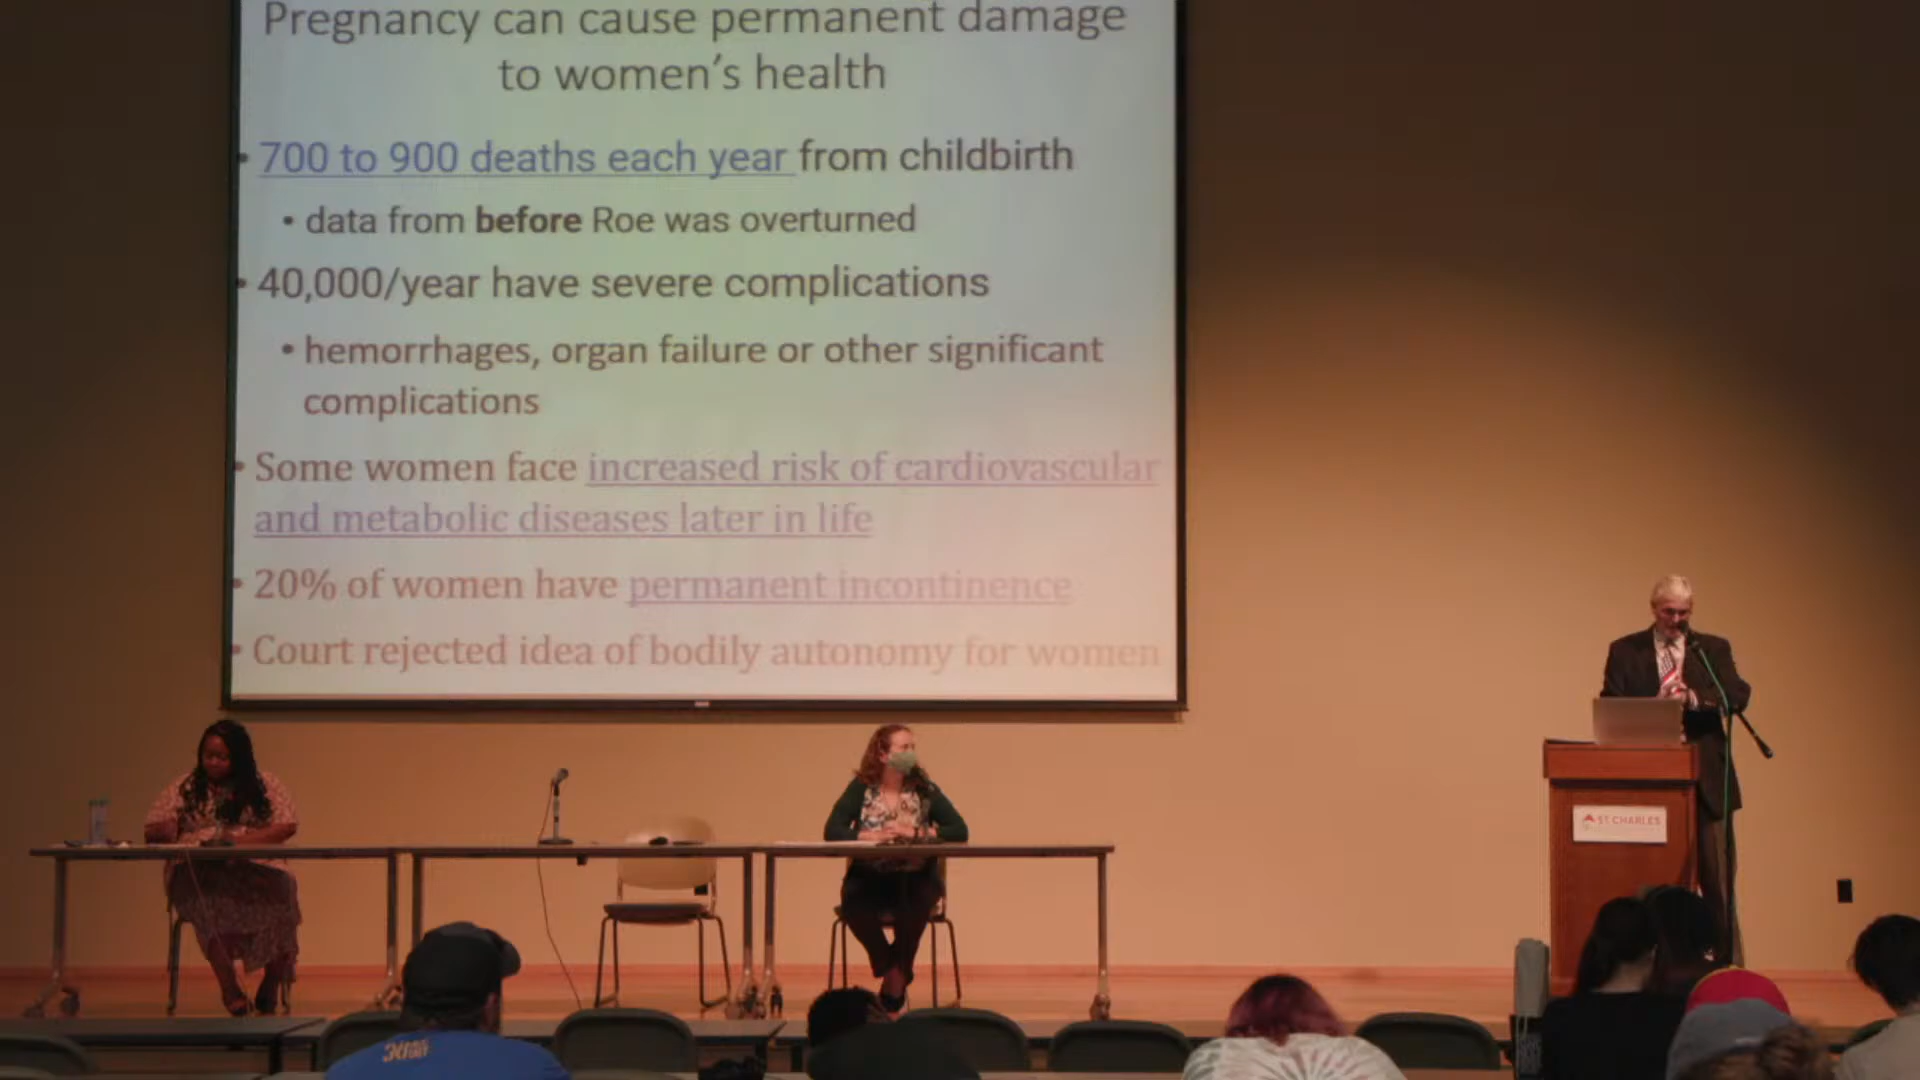 Pregnancy can cause permanent damage
to women's health
• 700 to 900 deaths each year from childbirth
• data from before Roe was overturned
• 40,000/year have severe complications
• hemorrhages, organ failure or other significant
complications
• Some women face increased risk of cardiovascular
and metabolic diseases later in life
• 20% of women have permanent incontinence
• Court rejected idea of bodily autonomy for women
ST. CHARLES